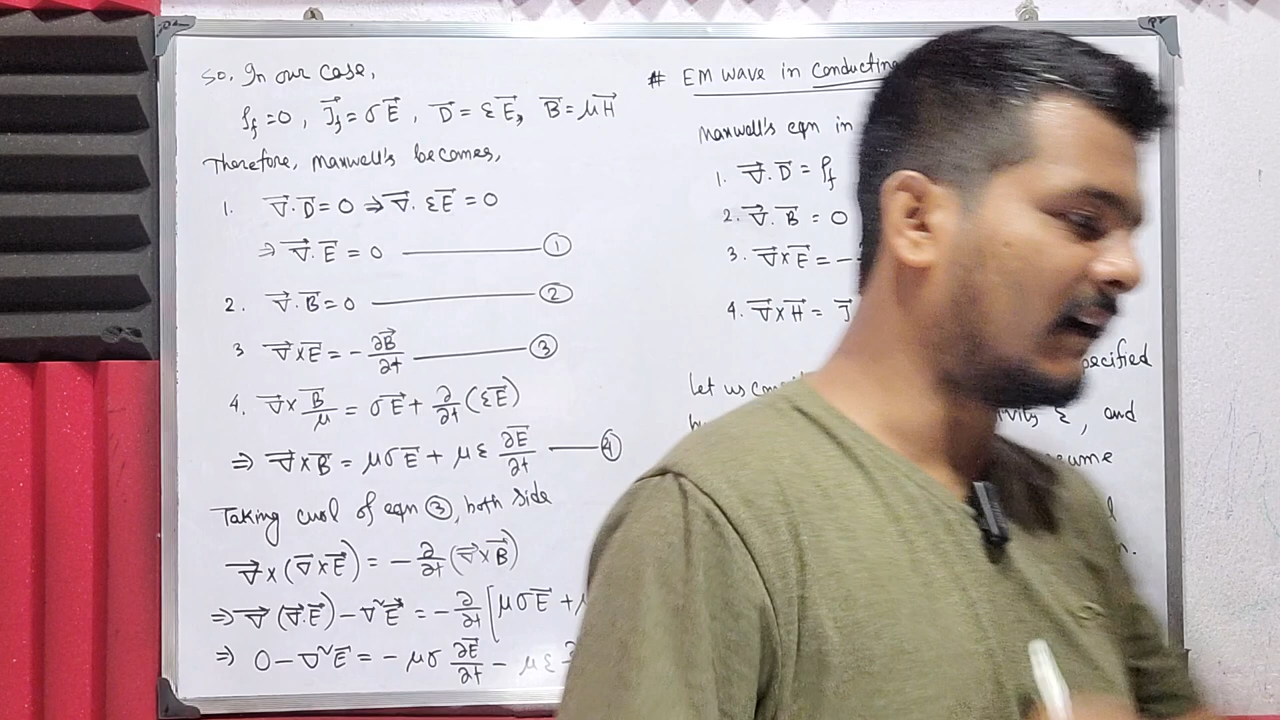 So, In our case,
ρf = 0 , J⃗f = σE⃗ , D⃗ = εE⃗, B⃗ = μH⃗
Therefore, maxwell's becomes,
1. ∇⃗.D⃗ = 0 ⇒ ∇⃗. εE⃗ = 0
⇒ ∇⃗.E⃗ = 0 ——— ①
2. ∇⃗.B⃗ = 0 ——— ②
3 ∇⃗×E⃗ = - ∂B⃗/∂t ——— ③
4. ∇⃗× B⃗/μ = σE⃗ + ∂/∂t (εE⃗)
⇒ ∇⃗×B⃗ = μσE⃗ + με ∂E⃗/∂t —— ④
Taking curl of eqn ③, both side
∇⃗×(∇⃗×E⃗) = - ∂/∂t (∇⃗×B⃗)
⇒ ∇⃗(∇⃗.E⃗) - ∇²E⃗ = - ∂/∂t [μσE⃗ +
⇒ 0 - ∇²E⃗ = - μσ ∂E⃗/∂t - με
# EM wave in conducting
Maxwell's eqn in
1. ∇⃗.D⃗ = ρf
2. ∇⃗.B⃗ = 0
3. ∇⃗×E⃗ = -
4. ∇⃗×H⃗ = J⃗
Let us
ε, and